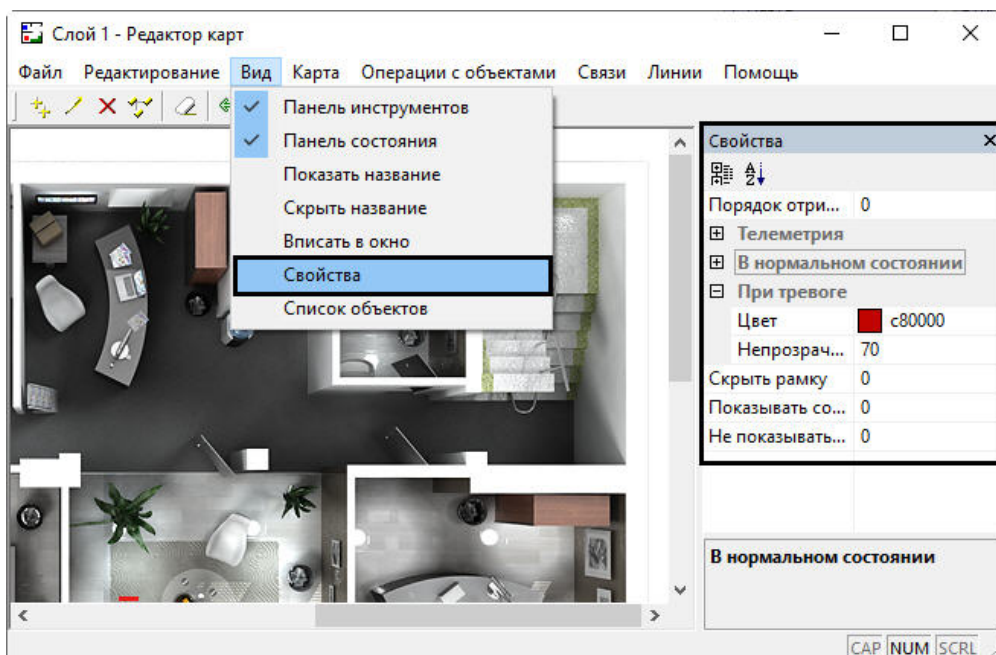 Слой 1 - Редактор карт
Файл Редактирование Вид Карта Операции с объектами Связи Линии Помощь
Панель инструментов
Панель состояния
Показать название
Скрыть название
Вписать в окно
Свойства
Список объектов
Свойства
Порядок отри... 0
Телеметрия
В нормальном состоянии
При тревоге
Цвет c80000
Непрозрач... 70
Скрыть рамку 0
Показывать со... 0
Не показывать... 0
В нормальном состоянии
CAP NUM SCRL